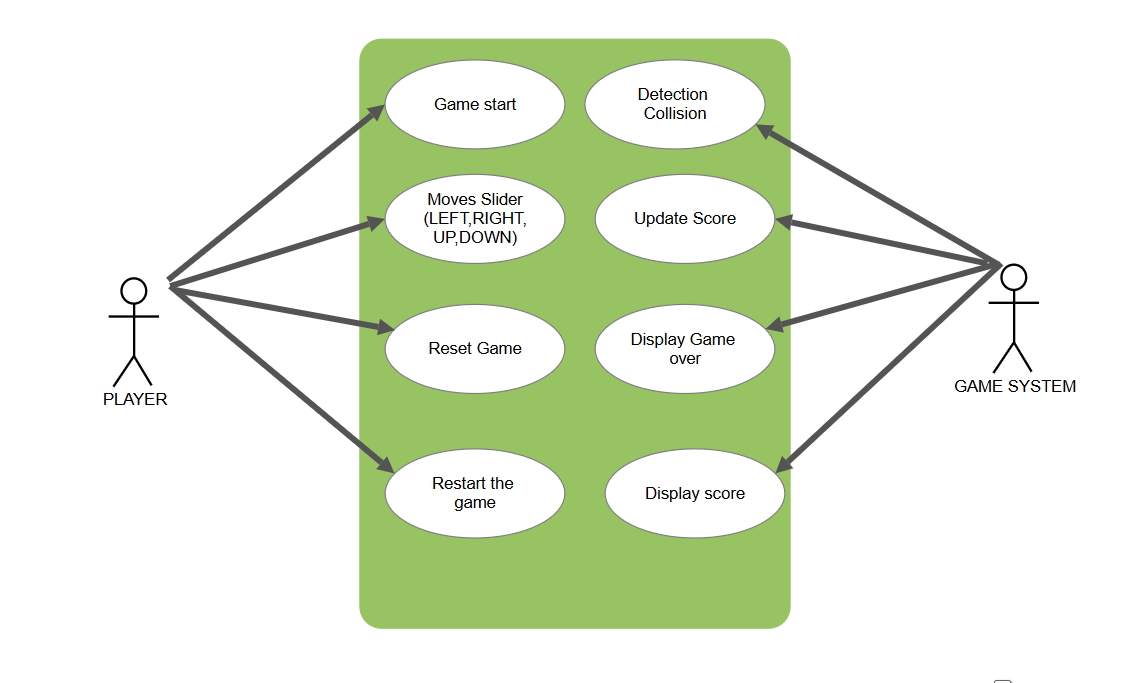 Game start
Detection
Collision
Moves Slider
(LEFT,RIGHT,
UP,DOWN)
Update Score
Reset Game
Display Game
over
PLAYER
GAME SYSTEM
Restart the
game
Display score